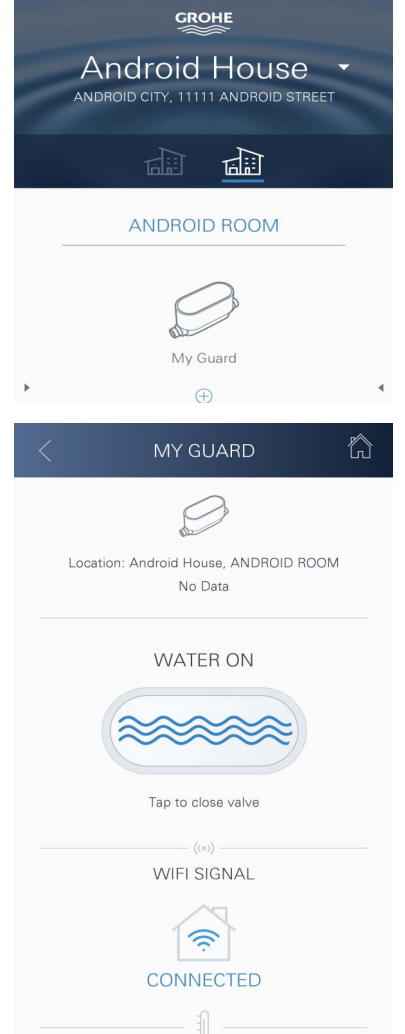 GROHE
Android House
ANDROID CITY, 11111 ANDROID STREET
ANDROID ROOM
My Guard
MY GUARD
Location: Android House, ANDROID ROOM
No Data
WATER ON
Tap to close valve
WIFI SIGNAL
CONNECTED